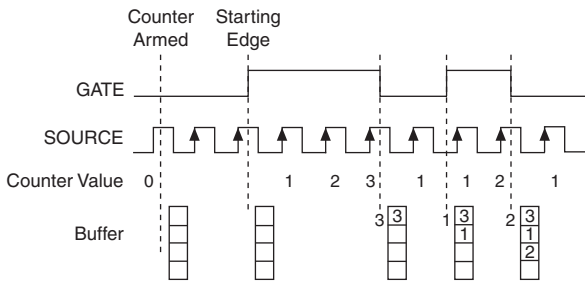 Counter Armed
Starting Edge
GATE
SOURCE
Counter Value 0 1 2 3 1 1 2 1
Buffer
3 3
1 3
1
2 3
1
2